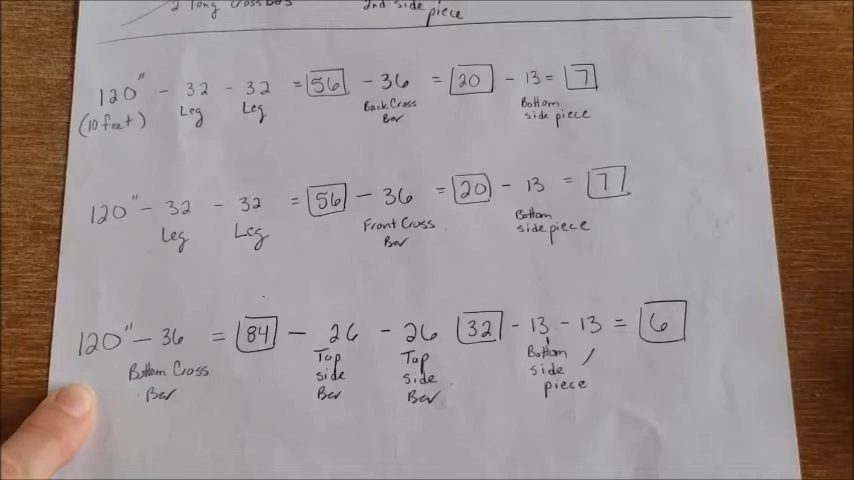 2 long crossbars 2nd side
piece
120" - 32 - 32 = 56 - 36 = 20 - 13 = 7
(10 feet) Leg Leg Back Cross Bottom
Bar side piece
120" - 32 - 32 = 56 - 36 = 20 - 13 = 7
Leg Leg Front Cross Bottom
Bar side piece
120" - 36 = 84 - 26 - 26 32 - 13 - 13 = 6
Bottom Cross Top Top Bottom
Bar side side side
Bar Bar piece